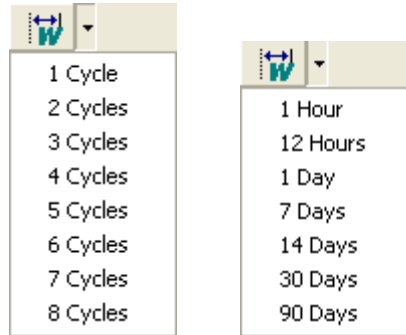 W
1 Cycle
2 Cycles
3 Cycles
4 Cycles
5 Cycles
6 Cycles
7 Cycles
8 Cycles
W
1 Hour
12 Hours
1 Day
7 Days
14 Days
30 Days
90 Days